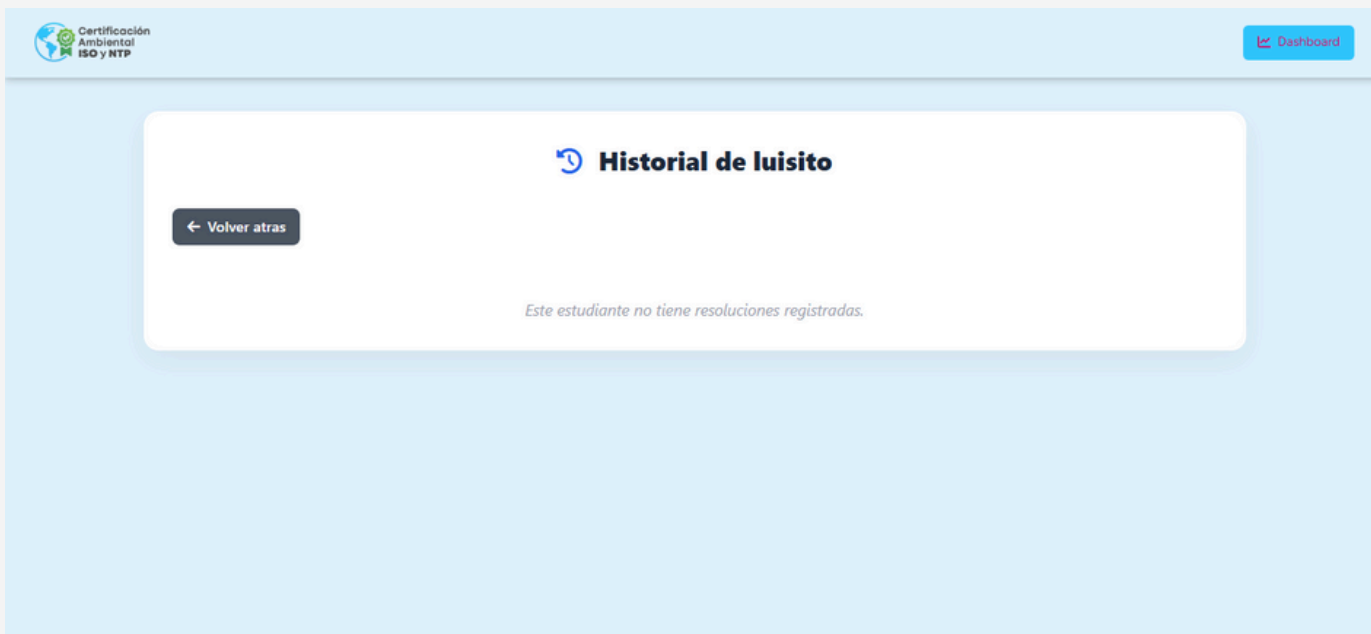 Certificación
Ambiental
ISO y NTP
Dashboard
Historial de luisito
Volver atras
Este estudiante no tiene resoluciones registradas.